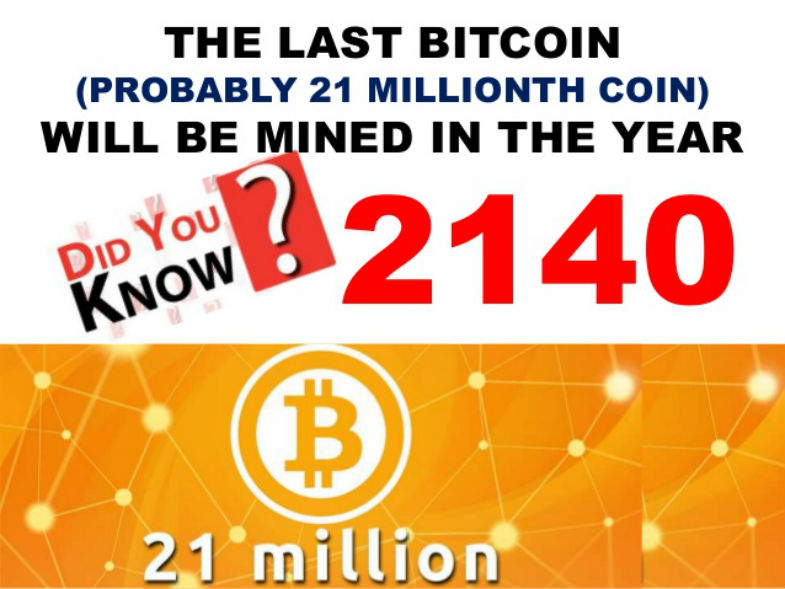 THE LAST BITCOIN
(PROBABLY 21 MILLIONTH COIN)
WILL BE MINED IN THE YEAR
DID YOU
KNOW?
2140
21 million